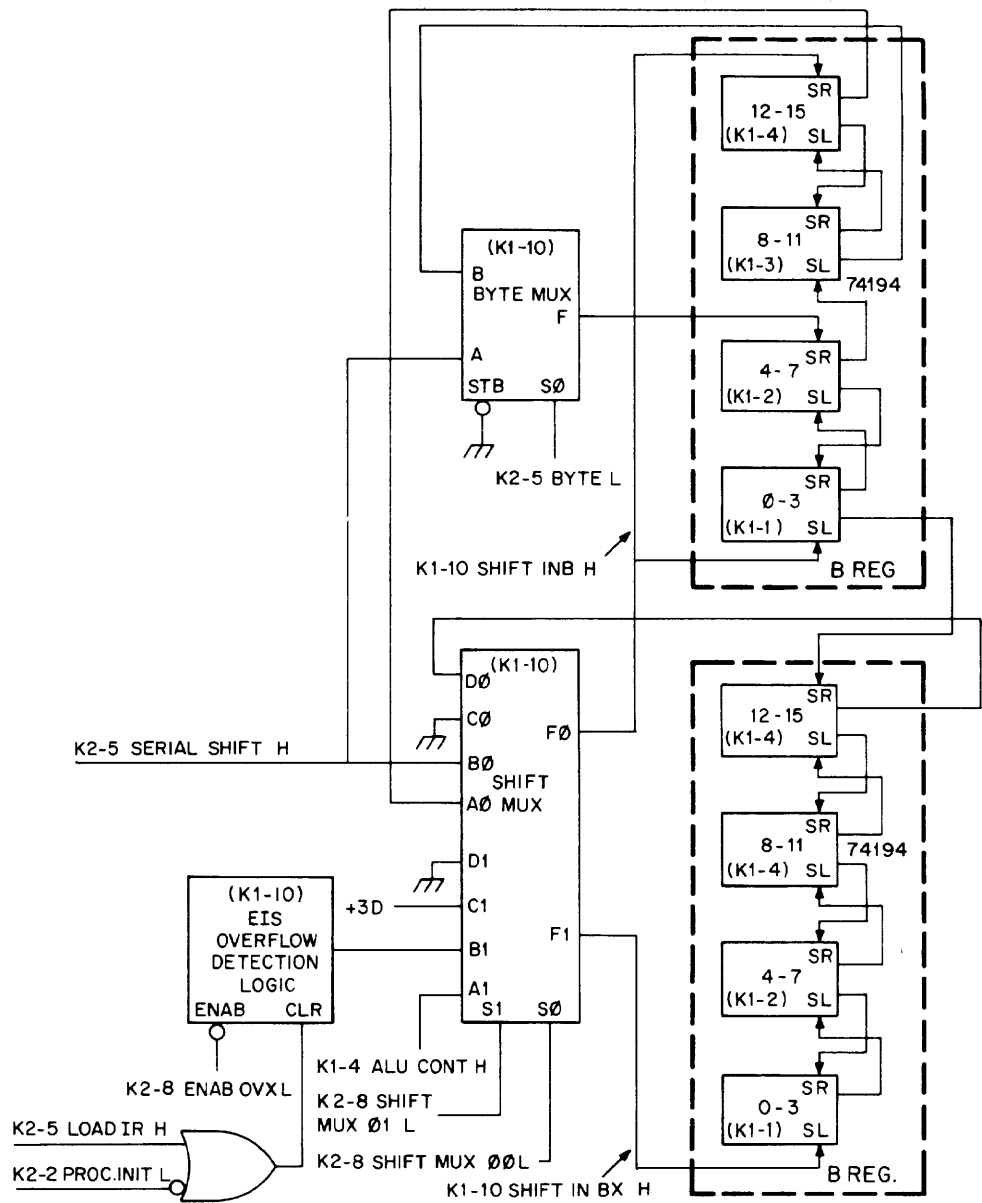 SR
12-15
(K1-4) SL
SR
8-11
(K1-3) SL
74194
(K1-10)
B
BYTE MUX
F
A
STB SØ
K2-5 BYTE L
SR
4-7
(K1-2) SL
SR
Ø-3
(K1-1) SL
K1-10 SHIFT INB H
B REG
(K1-10)
DØ
CØ
FØ
K2-5 SERIAL SHIFT H
BØ
SHIFT
AØ MUX
D1
+3D
C1
F1
B1
A1
S1 SØ
(K1-10)
EIS
OVERFLOW
DETECTION
LOGIC
ENAB CLR
K1-4 ALU CONT H
K2-8 ENAB OVX L
K2-8 SHIFT
MUX Ø1 L
K2-5 LOAD IR H
K2-8 SHIFT MUX ØØL
K2-2 PROC.INIT L
K1-10 SHIFT IN BX H
SR
12-15
(K1-4) SL
SR
8-11
(K1-4) SL
74194
SR
4-7
(K1-2) SL
SR
0-3
(K1-1) SL
B REG.